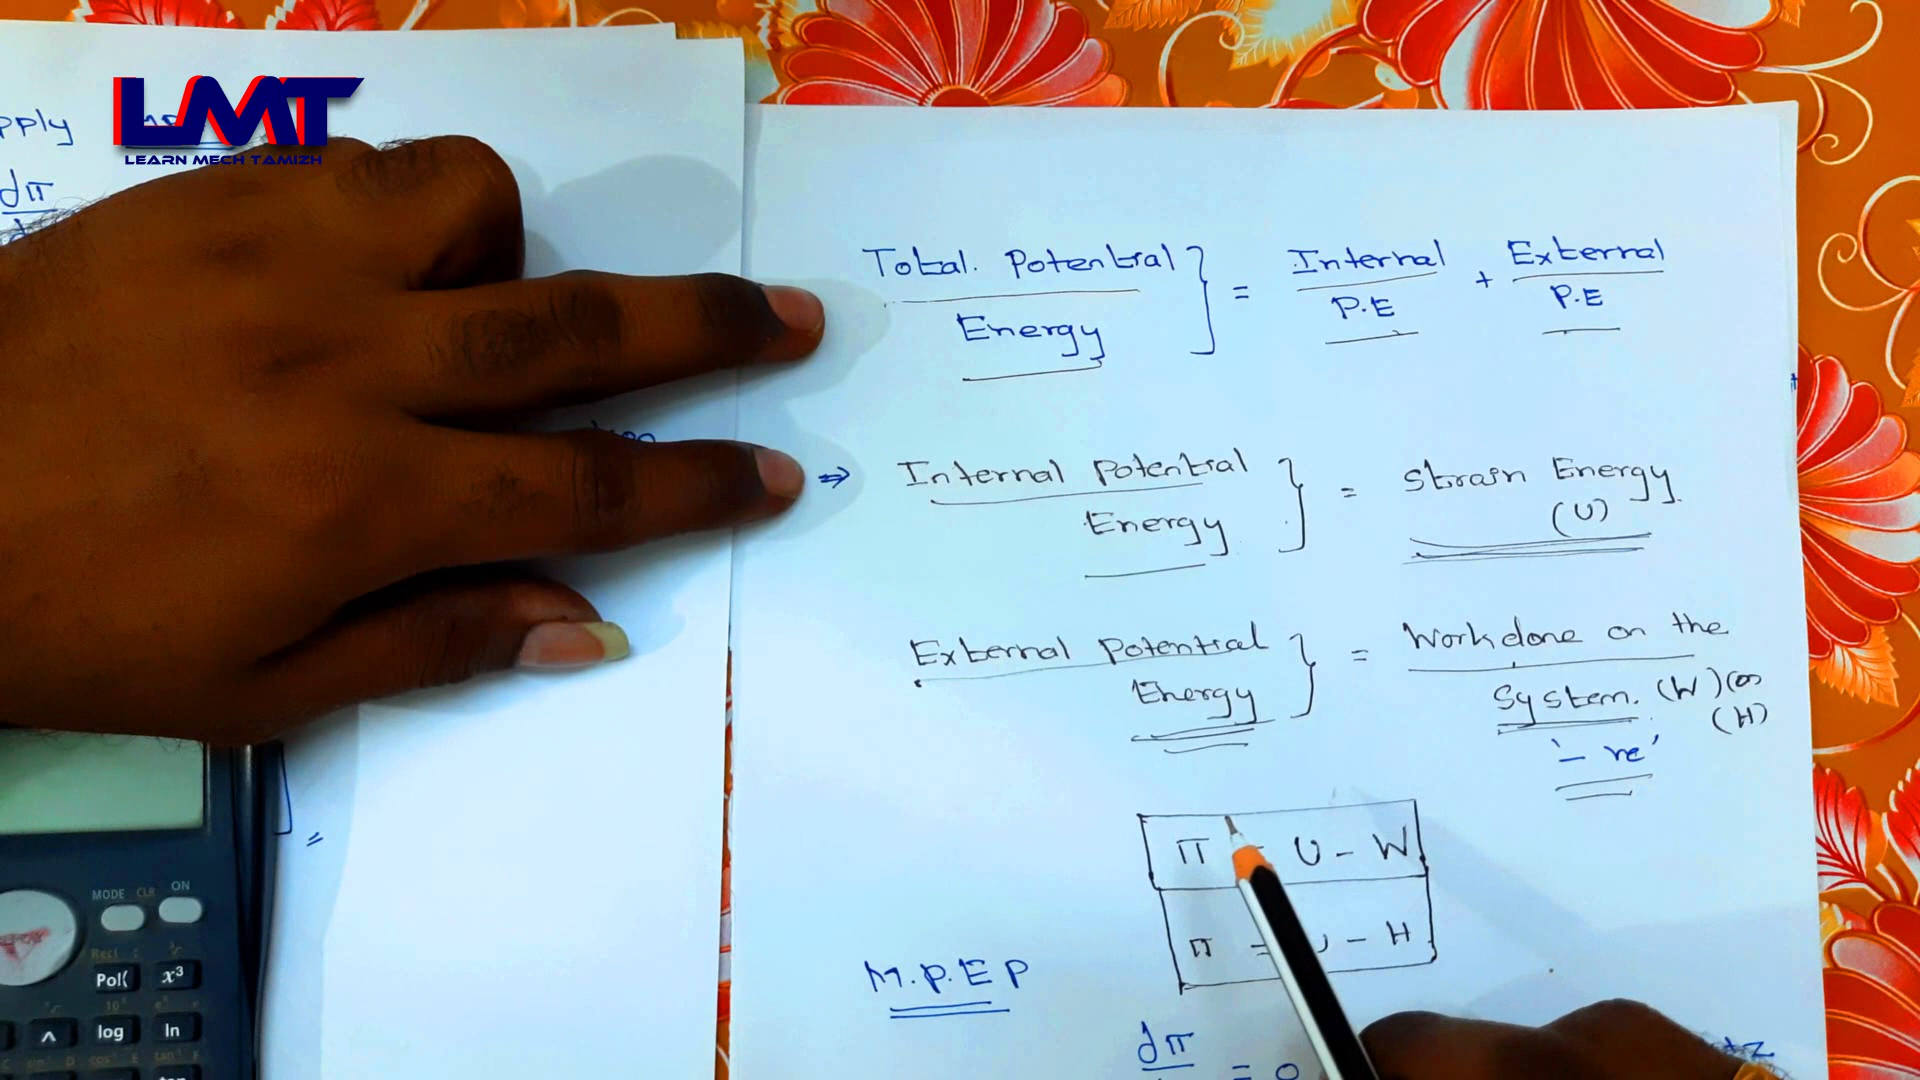 LMT
LEARN MECH TAMIZH
pply
dπ
Total. Potential } = Internal + External
Energy P.E P.E
⇒ Internal Potential } = Strain Energy
Energy (U)
External Potential } = Workdone on the
Energy System. (W) (or)
(H)
'- ve'
π = U - W
π = U - H
M.P.E P
dπ
= 0
=
MODE CLR ON
Pol( x³
^ log ln